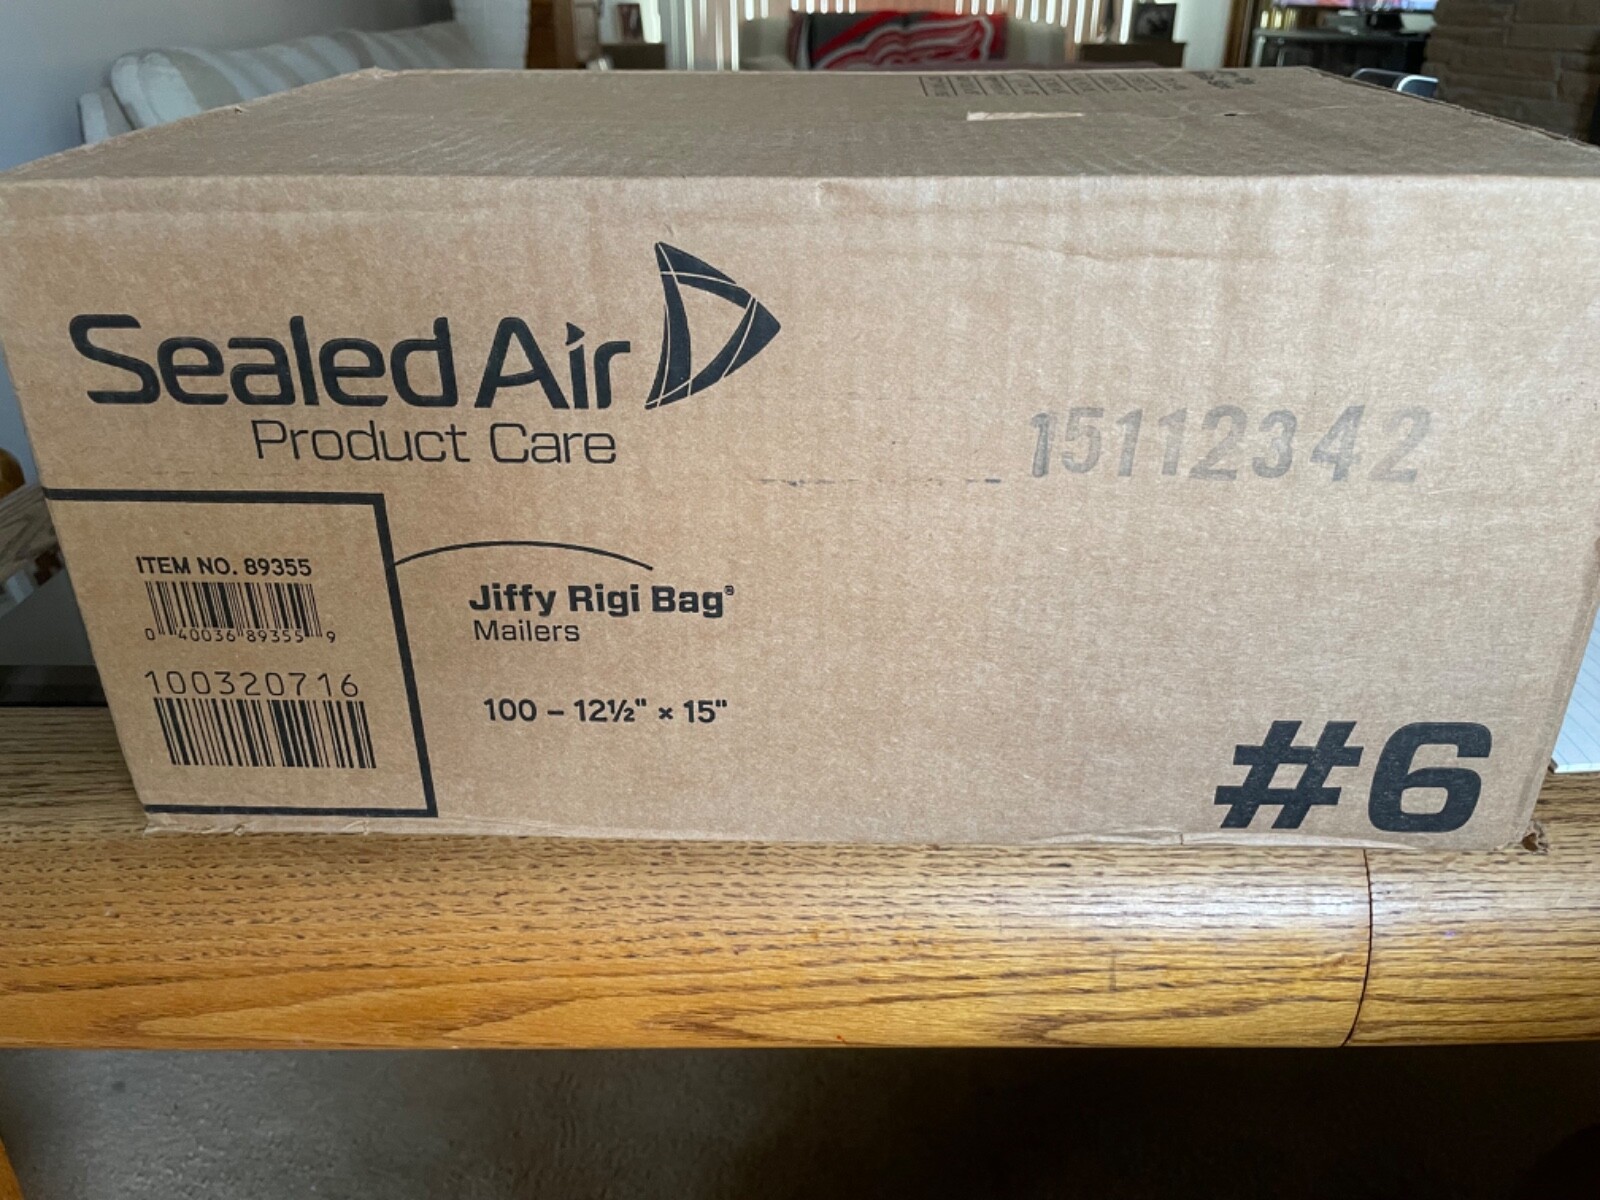 Sealed Air
Product Care
15112342
ITEM NO. 89355
0 40036 89355 9
100320716
Jiffy Rigi Bag®
Mailers
100 – 12½" × 15"
#6